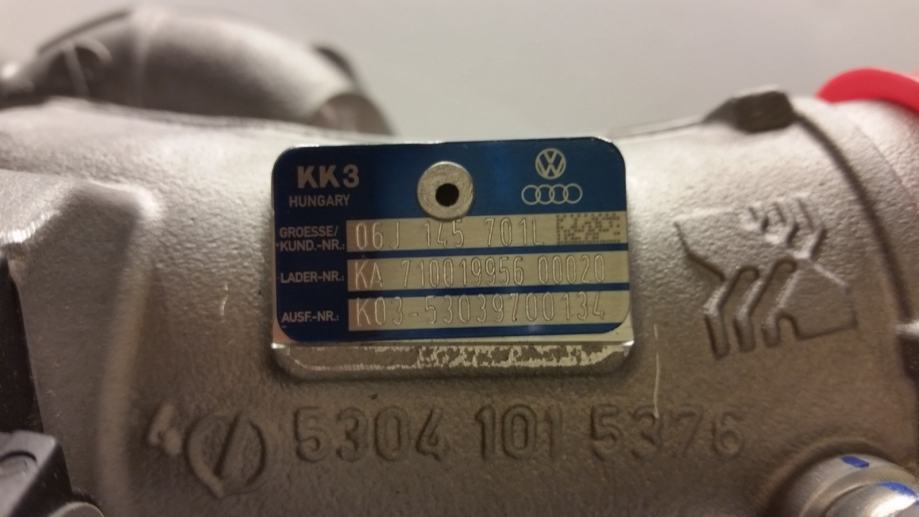 KK3
HUNGARY
GROESSE/
KUND.-NR.: 06J 145 701L
LADER-NR.: KA 710019956 00020
AUSF.-NR.: K03-53039700134
5304 101 5376